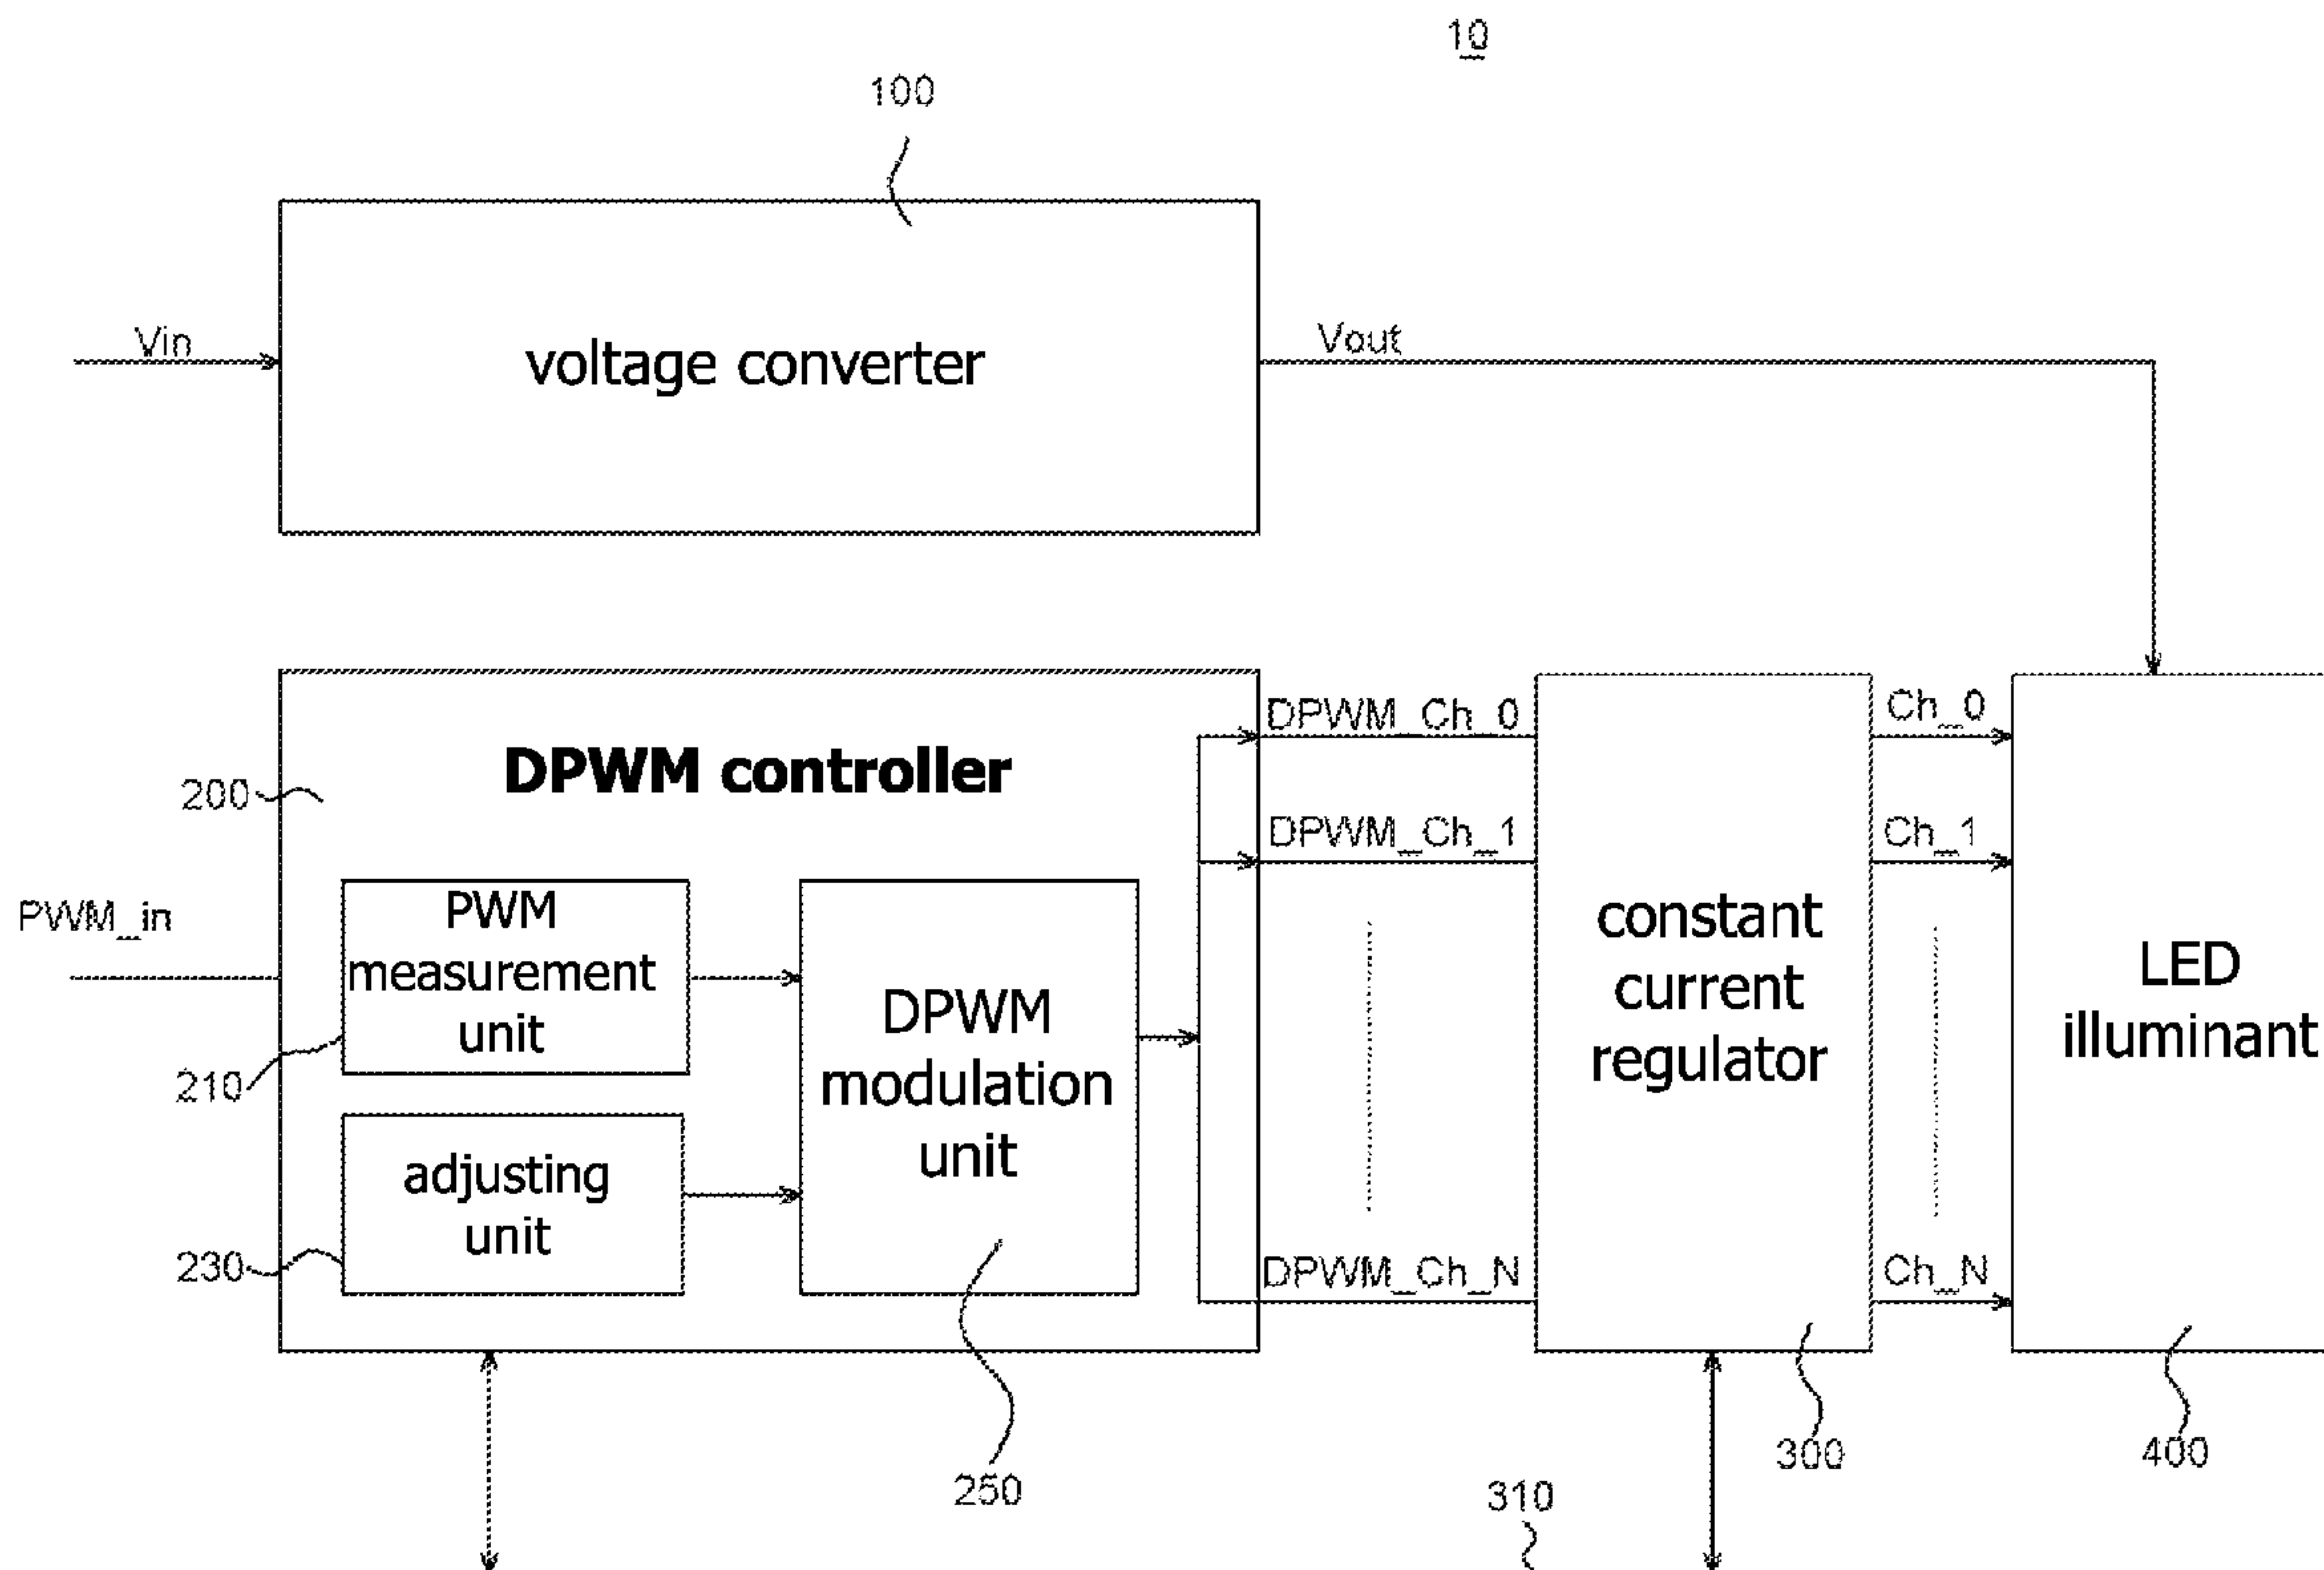 10
100
Vin
voltage converter
Vout
DPWM controller
200
PWM_in
PWM
measurement
unit
210
adjusting
unit
230
DPWM
modulation
unit
250
DPWM_Ch_0
DPWM_Ch_1
DPWM_Ch_N
constant
current
regulator
300
310
Ch_0
Ch_1
Ch_N
LED
illuminant
400